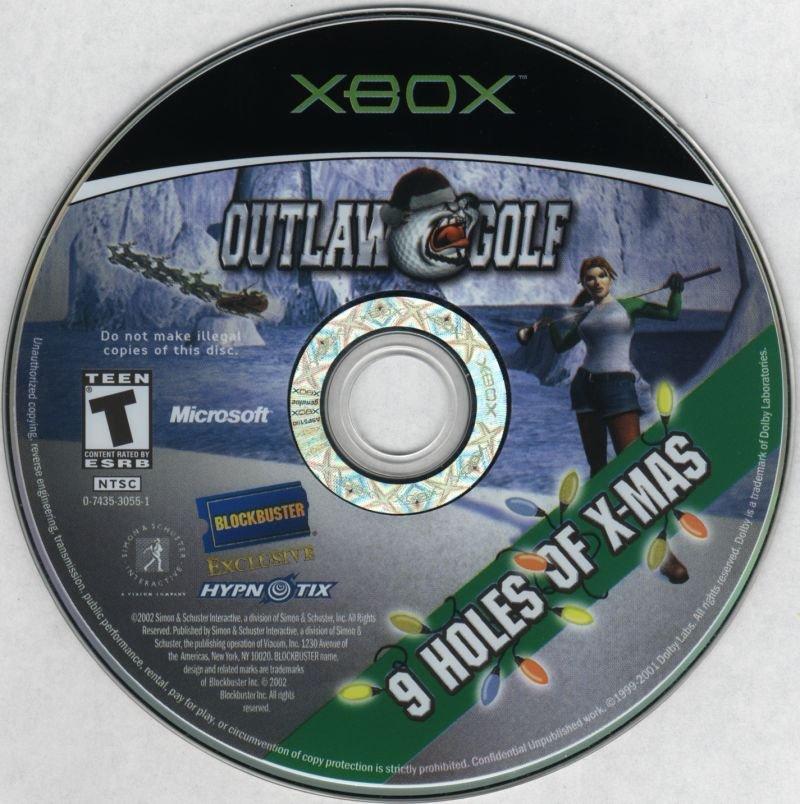 XBOX™
OUTLAW GOLF
Do not make illegal
copies of this disc.
TEEN
T
CONTENT RATED BY
ESRB
NTSC
0-7435-3055-1
Microsoft®
XBOX
XBOX
genuine
XBOX
BLOCKBUSTER®
EXCLUSIVE
SIMON & SCHUSTER
INTERACTIVE
A VIACOM COMPANY
HYPNOTIX
9 HOLES OF X-MAS
©2002 Simon & Schuster Interactive, a division of Simon & Schuster, Inc. All Rights
Reserved. Published by Simon & Schuster Interactive, a division of Simon &
Schuster, the publishing operation of Viacom, Inc. 1230 Avenue of
the Americas, New York, NY 10020. BLOCKBUSTER name,
design and related marks are trademarks
of Blockbuster Inc. © 2002
Blockbuster Inc. All rights
reserved.
Unauthorized copying, reverse engineering, transmission, public performance, rental, pay for play, or circumvention of copy protection is strictly prohibited. Confidential Unpublished work. ©1999-2001 Dolby Labs. All rights reserved. Dolby is a trademark of Dolby Laboratories.